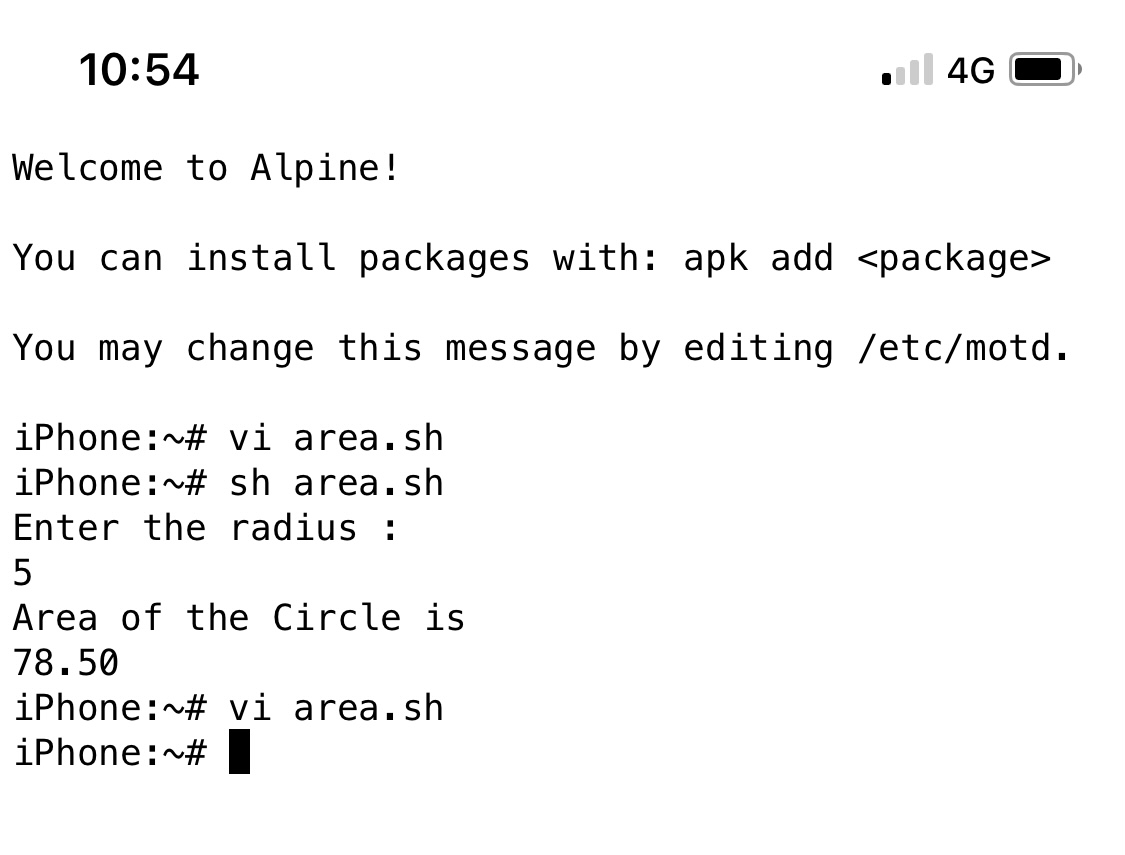 10:54 4G
Welcome to Alpine!
You can install packages with: apk add <package>
You may change this message by editing /etc/motd.
iPhone:~# vi area.sh
iPhone:~# sh area.sh
Enter the radius :
5
Area of the Circle is
78.50
iPhone:~# vi area.sh
iPhone:~#